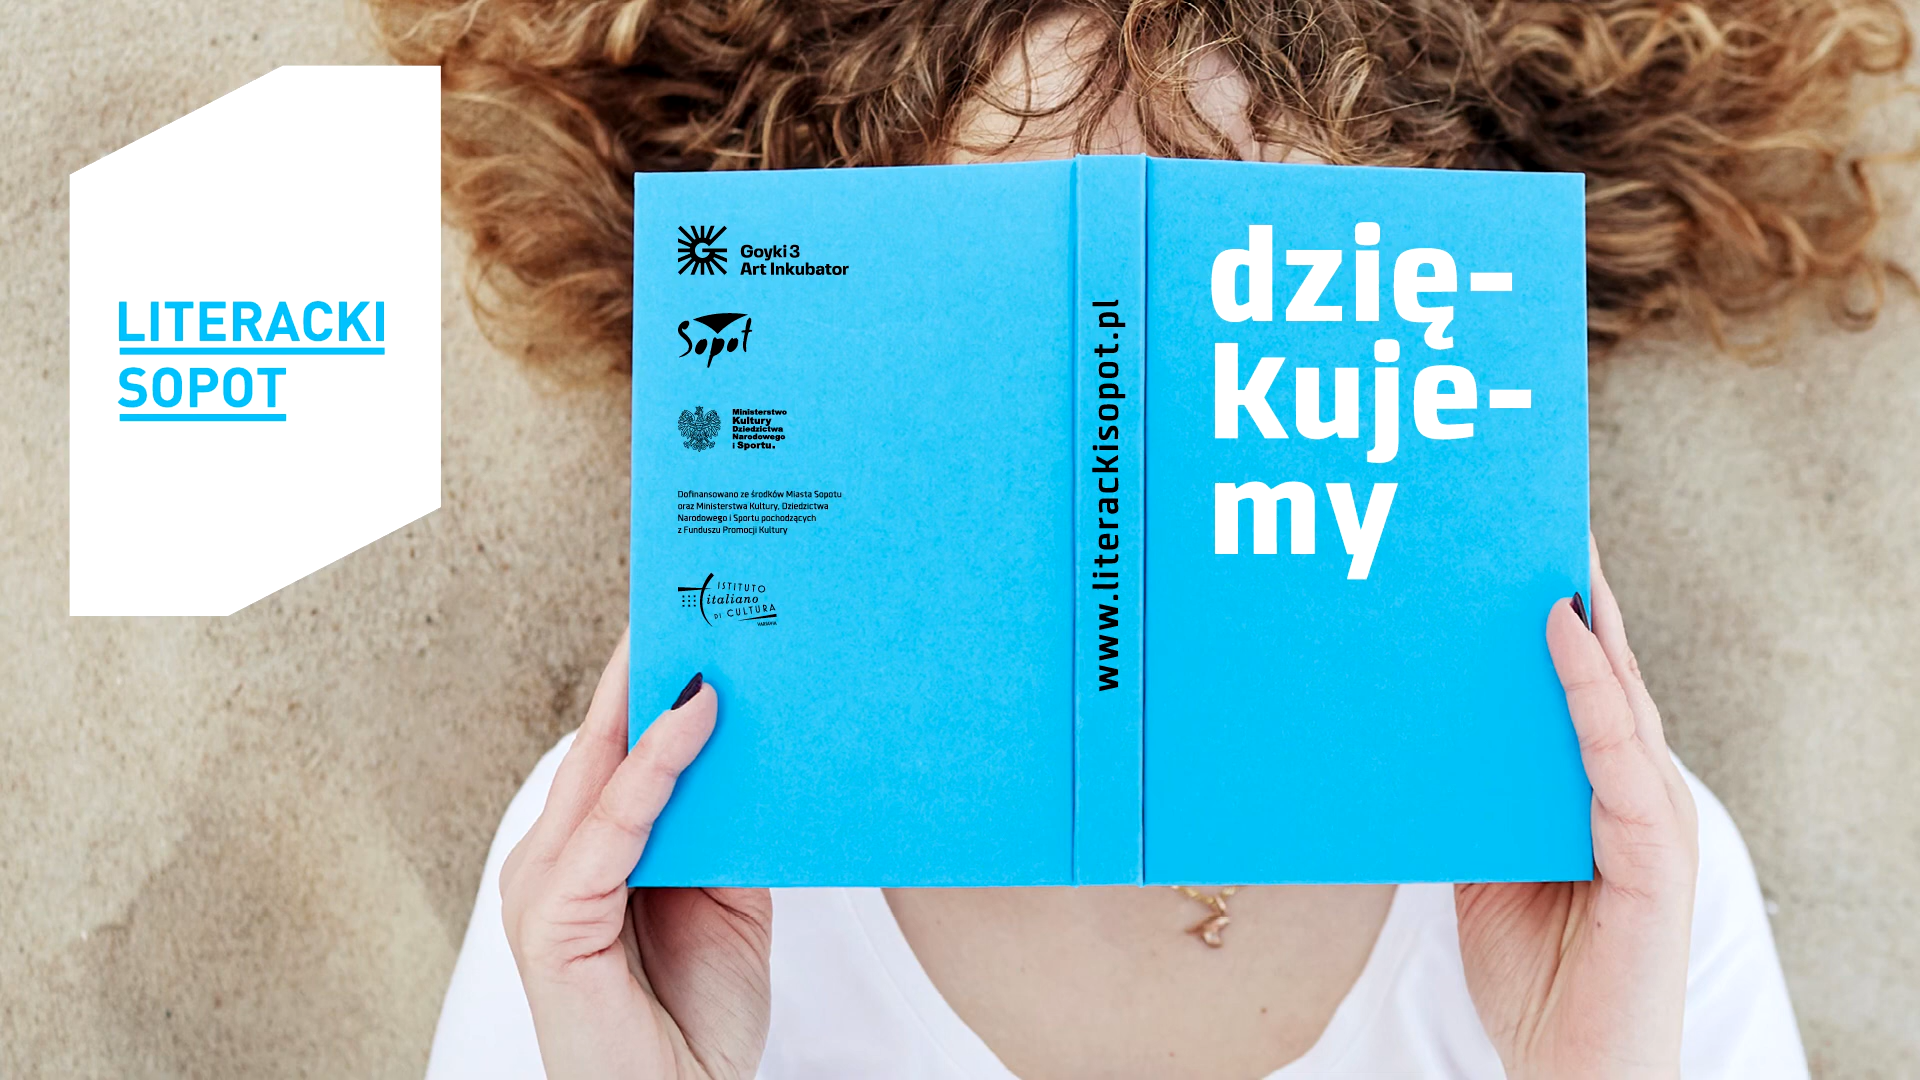 LITERACKI
SOPOT
Goyki 3
Art Inkubator
Sopot
Ministerstwo
Kultury
Dziedzictwa
Narodowego
i Sportu.
Dofinansowano ze środków Miasta Sopotu
oraz Ministerstwa Kultury, Dziedzictwa
Narodowego i Sportu pochodzących
z Funduszu Promocji Kultury
ISTITUTO
italiano
DI CULTURA
VARSAVIA
www.literackisopot.pl
dzię-
kuje-
my